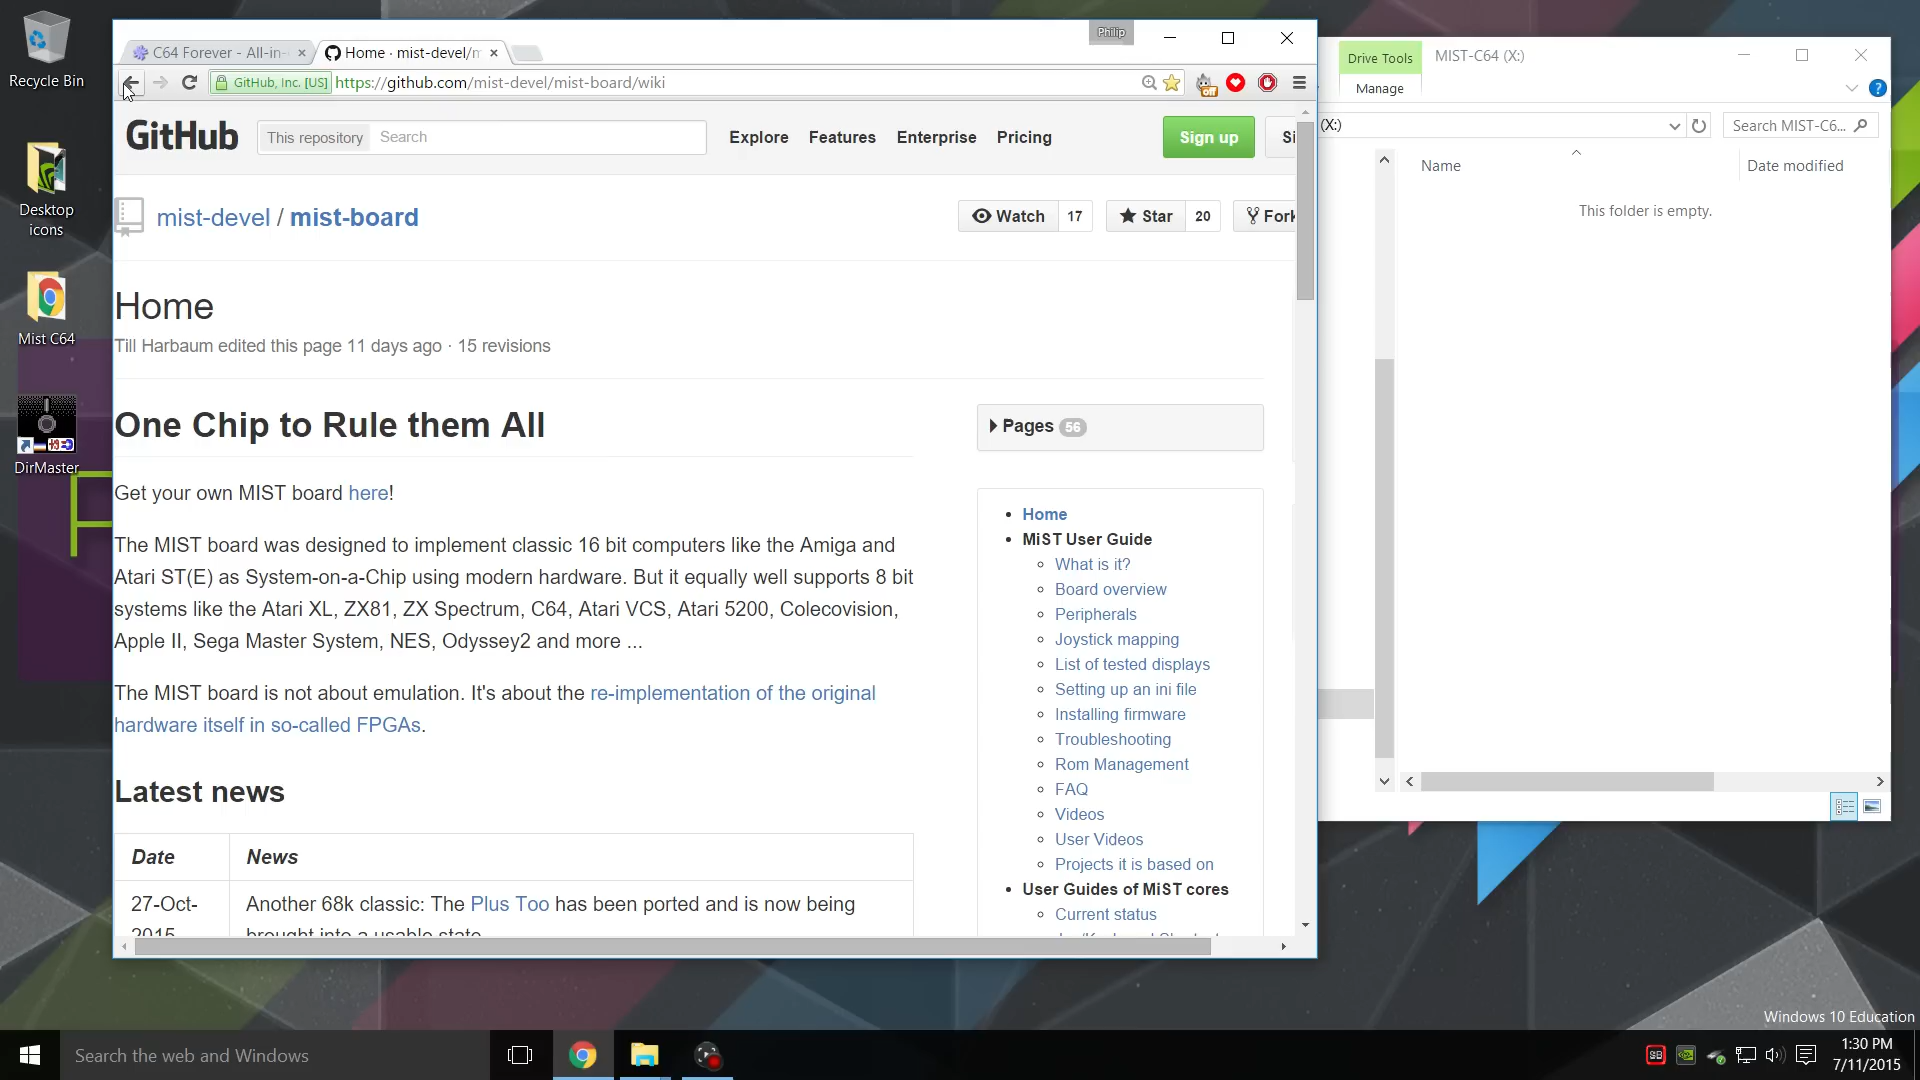 Recycle Bin
Desktop
icons
Mist C64
DirMaster
C64 Forever - All-in-
Home · mist-devel/m
Philip
GitHub, Inc. [US]
https://github.com/mist-devel/mist-board/wiki
off
GitHub
This repository
Search
Explore
Features
Enterprise
Pricing
Sign up
Si
mist-devel / mist-board
Watch
17
Star
20
Fork
Home
Till Harbaum edited this page 11 days ago · 15 revisions
One Chip to Rule them All
Get your own MIST board here!
The MIST board was designed to implement classic 16 bit computers like the Amiga and
Atari ST(E) as System-on-a-Chip using modern hardware. But it equally well supports 8 bit
systems like the Atari XL, ZX81, ZX Spectrum, C64, Atari VCS, Atari 5200, Colecovision,
Apple II, Sega Master System, NES, Odyssey2 and more ...
The MIST board is not about emulation. It's about the re-implementation of the original
hardware itself in so-called FPGAs.
Latest news
Date
News
27-Oct-
2015
Another 68k classic: The Plus Too has been ported and is now being
brought into a usable state
Pages 56
Home
MiST User Guide
What is it?
Board overview
Peripherals
Joystick mapping
List of tested displays
Setting up an ini file
Installing firmware
Troubleshooting
Rom Management
FAQ
Videos
User Videos
Projects it is based on
User Guides of MiST cores
Current status
Drive Tools
MIST-C64 (X:)
Manage
(X:)
Search MIST-C6...
Name
Date modified
This folder is empty.
Windows 10 Education
Search the web and Windows
1:30 PM
7/11/2015